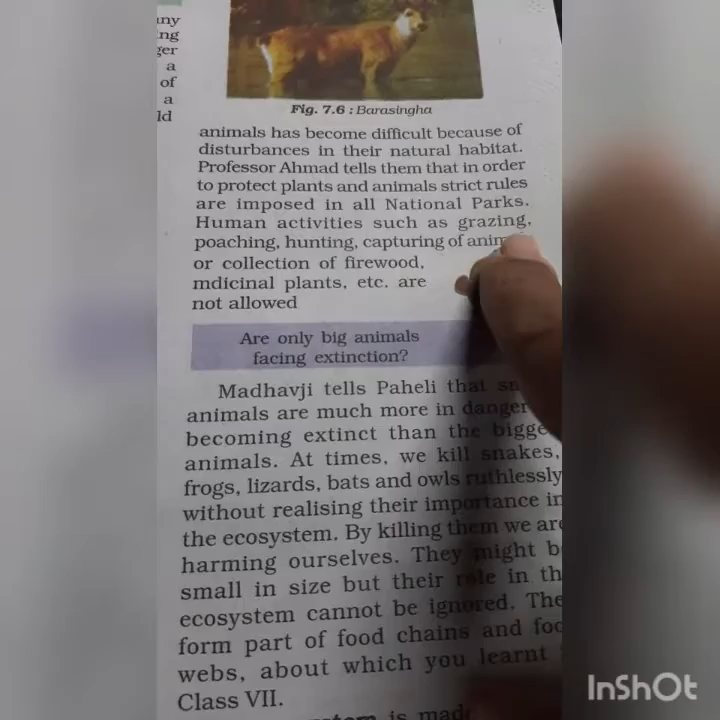 ny
ng
ger
a
of
a
ld
Fig. 7.6 : Barasingha
animals has become difficult because of
disturbances in their natural habitat.
Professor Ahmad tells them that in order
to protect plants and animals strict rules
are imposed in all National Parks.
Human activities such as grazing,
poaching, hunting, capturing of anim
or collection of firewood,
mdicinal plants, etc. are
not allowed
Are only big animals
facing extinction?
Madhavji tells Paheli that
animals are much more in danger
becoming extinct than the bigge
animals. At times, we kill snakes,
frogs, lizards, bats and owls ruthlessly
without realising their importance in
the ecosystem. By killing them we are
harming ourselves. They might b
small in size but their role in th
ecosystem cannot be ignored. The
form part of food chains and foo
webs, about which you learnt
Class VII.
is made
InShOt